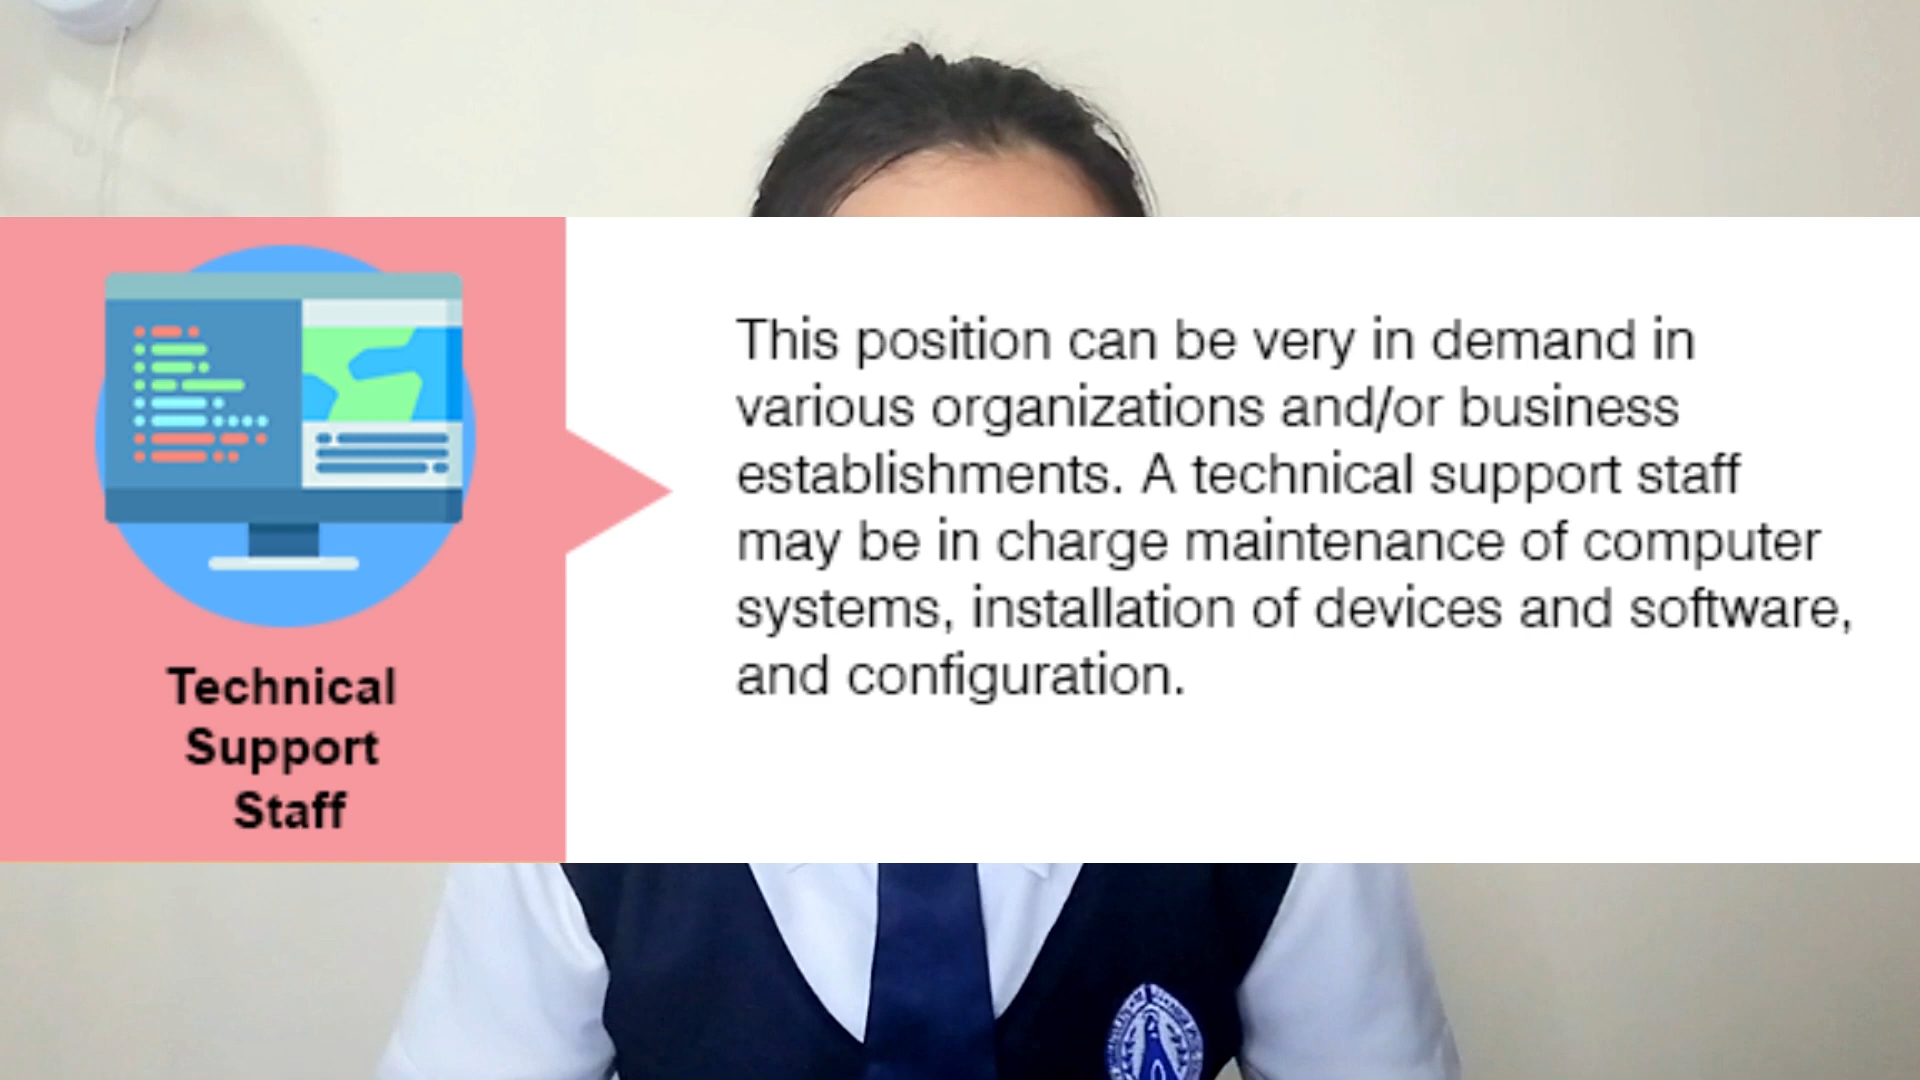 Technical
Support
Staff
This position can be very in demand in
various organizations and/or business
establishments. A technical support staff
may be in charge maintenance of computer
systems, installation of devices and software,
and configuration.